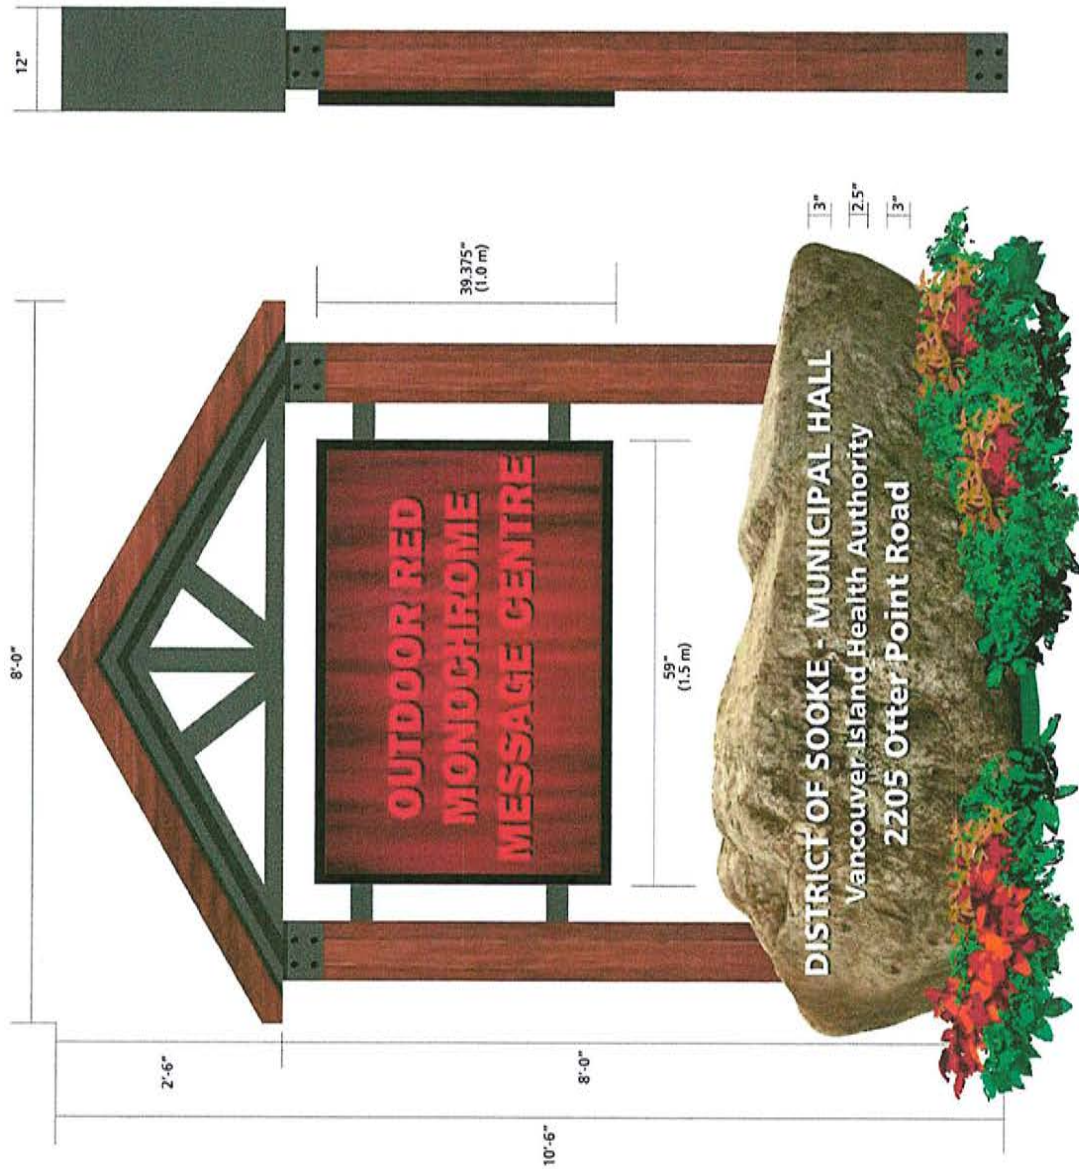 12"
8'-0"
2'-6"
8'-0"
10'-6"
OUTDOOR RED
MONOCHROME
MESSAGE CENTRE
39.375"
(1.0 m)
59"
(1.5 m)
DISTRICT OF SOOKE - MUNICIPAL HALL
Vancouver Island Health Authority
2205 Otter Point Road
3"
2.5"
3"